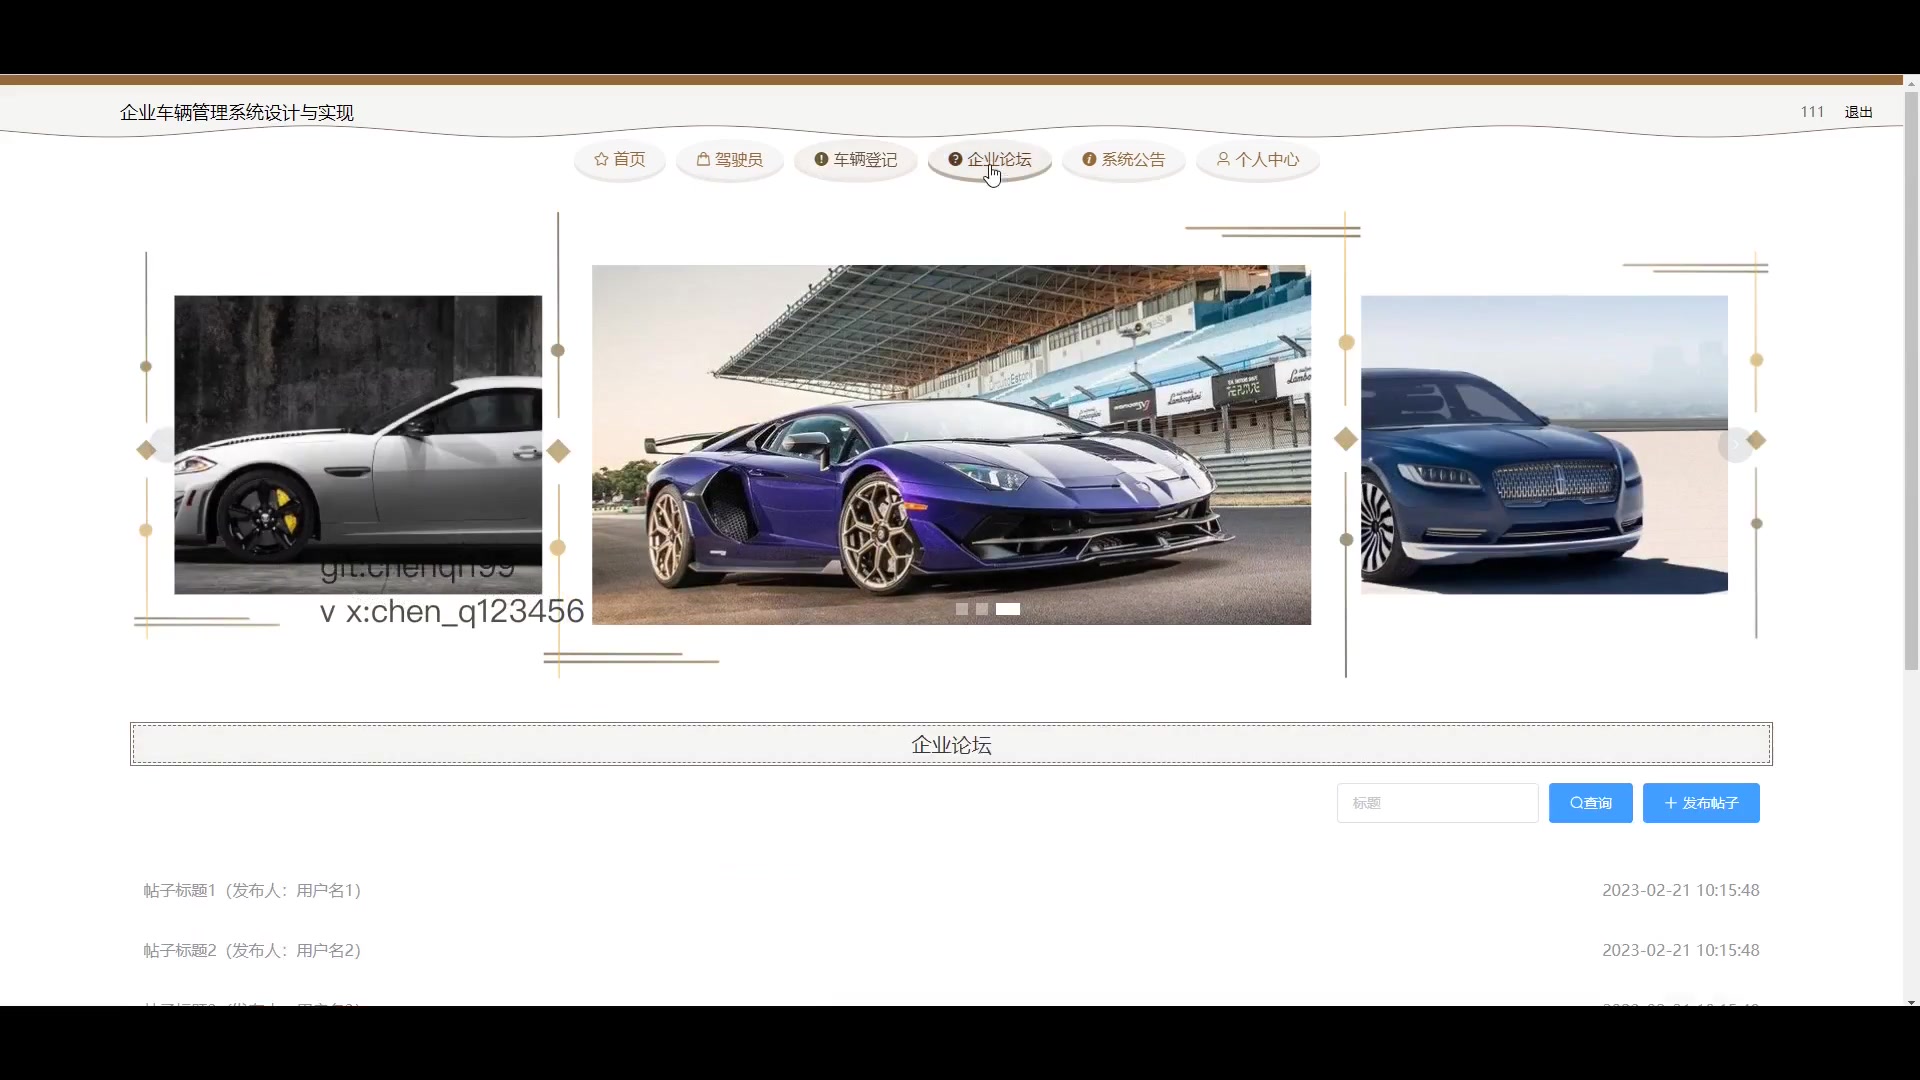 企业车辆管理系统设计与实现
111 退出
首页 驾驶员 车辆登记 企业论坛 系统公告 个人中心
git:chenqh99
v x:chen_q123456
企业论坛
标题 查询 发布帖子
帖子标题1（发布人：用户名1） 2023-02-21 10:15:48
帖子标题2（发布人：用户名2） 2023-02-21 10:15:48